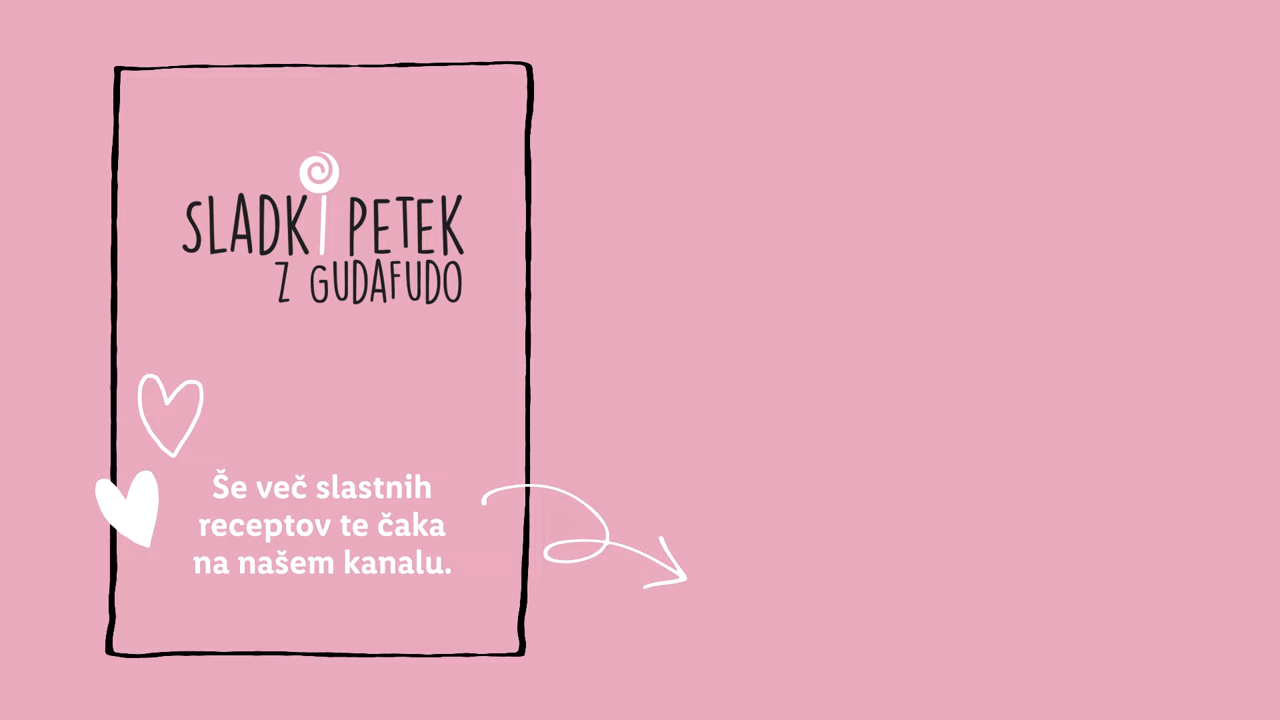 SLADKI PETEK
Z GUDAFUDO
Še več slastnih
receptov te čaka
na našem kanalu.